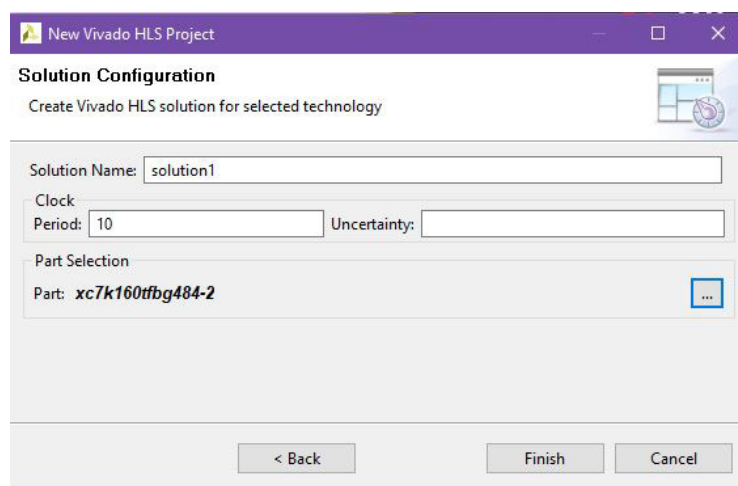 New Vivado HLS Project
Solution Configuration
Create Vivado HLS solution for selected technology
Solution Name: solution1
Clock
Period: 10 Uncertainty:
Part Selection
Part: xc7k160tfbg484-2
...
< Back Finish Cancel